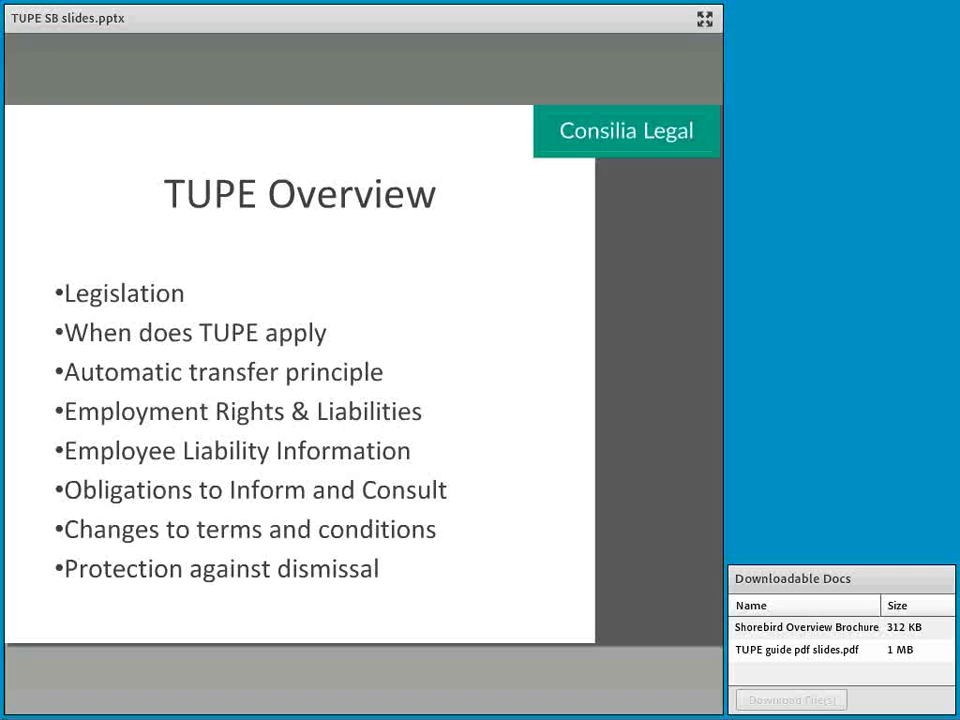 TUPE SB slides.pptx
Consilia Legal
TUPE Overview
•Legislation
•When does TUPE apply
•Automatic transfer principle
•Employment Rights & Liabilities
•Employee Liability Information
•Obligations to Inform and Consult
•Changes to terms and conditions
•Protection against dismissal
Downloadable Docs
Name Size
Shorebird Overview Brochure 312 KB
TUPE guide pdf slides.pdf 1 MB
Download File(s)